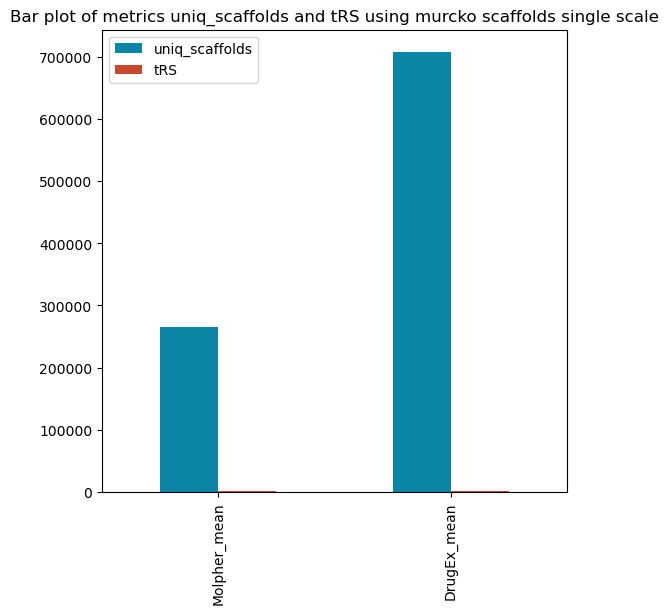 Bar plot of metrics uniq_scaffolds and tRS using murcko scaffolds single scale
uniq_scaffolds
tRS
700000
600000
500000
400000
300000
200000
100000
0
Molpher_mean
DrugEx_mean